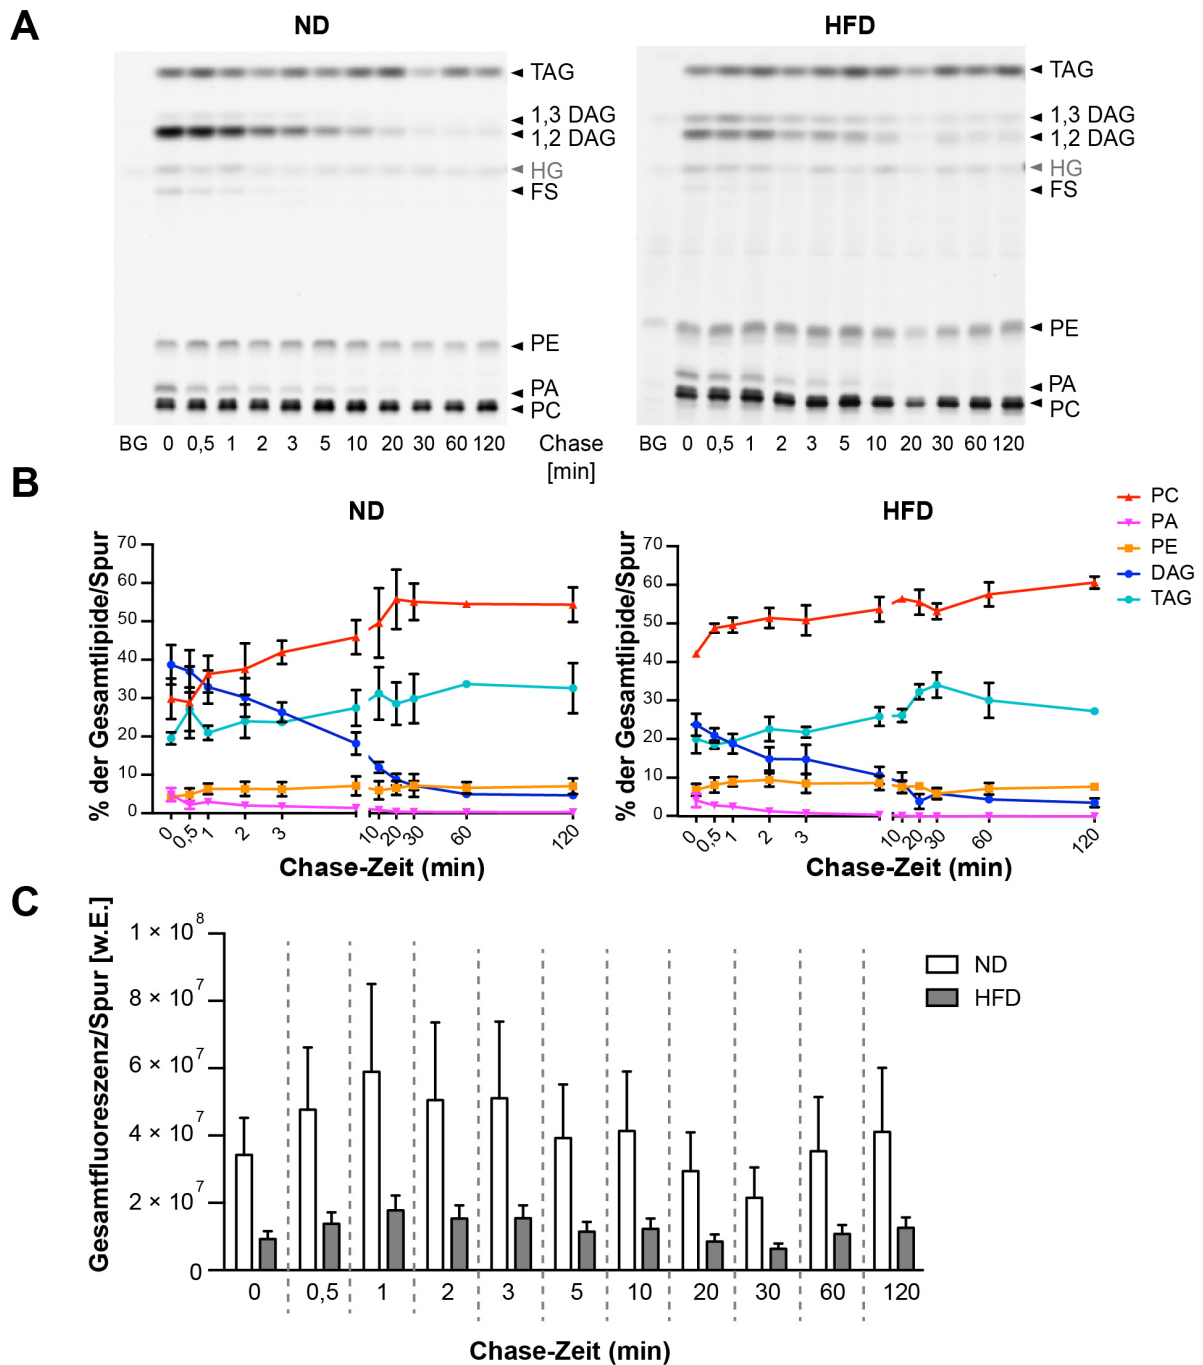 A
ND
HFD
TAG
1,3 DAG
1,2 DAG
HG
FS
PE
PA
PC
BG 0 0,5 1 2 3 5 10 20 30 60 120
Chase
[min]
TAG
1,3 DAG
1,2 DAG
HG
FS
PE
PA
PC
BG 0 0,5 1 2 3 5 10 20 30 60 120
B
ND
% der Gesamtlipide/Spur
70
60
50
40
30
20
10
0
0 0,5 1 2 3 10 20 30 60 120
Chase-Zeit (min)
HFD
% der Gesamtlipide/Spur
70
60
50
40
30
20
10
0
0 0,5 1 2 3 10 20 30 60 120
Chase-Zeit (min)
PC
PA
PE
DAG
TAG
C
Gesamtfluoreszenz/Spur [w.E.]
1 × 10⁸
8 × 10⁷
6 × 10⁷
4 × 10⁷
2 × 10⁷
0
0 0,5 1 2 3 5 10 20 30 60 120
Chase-Zeit (min)
ND
HFD